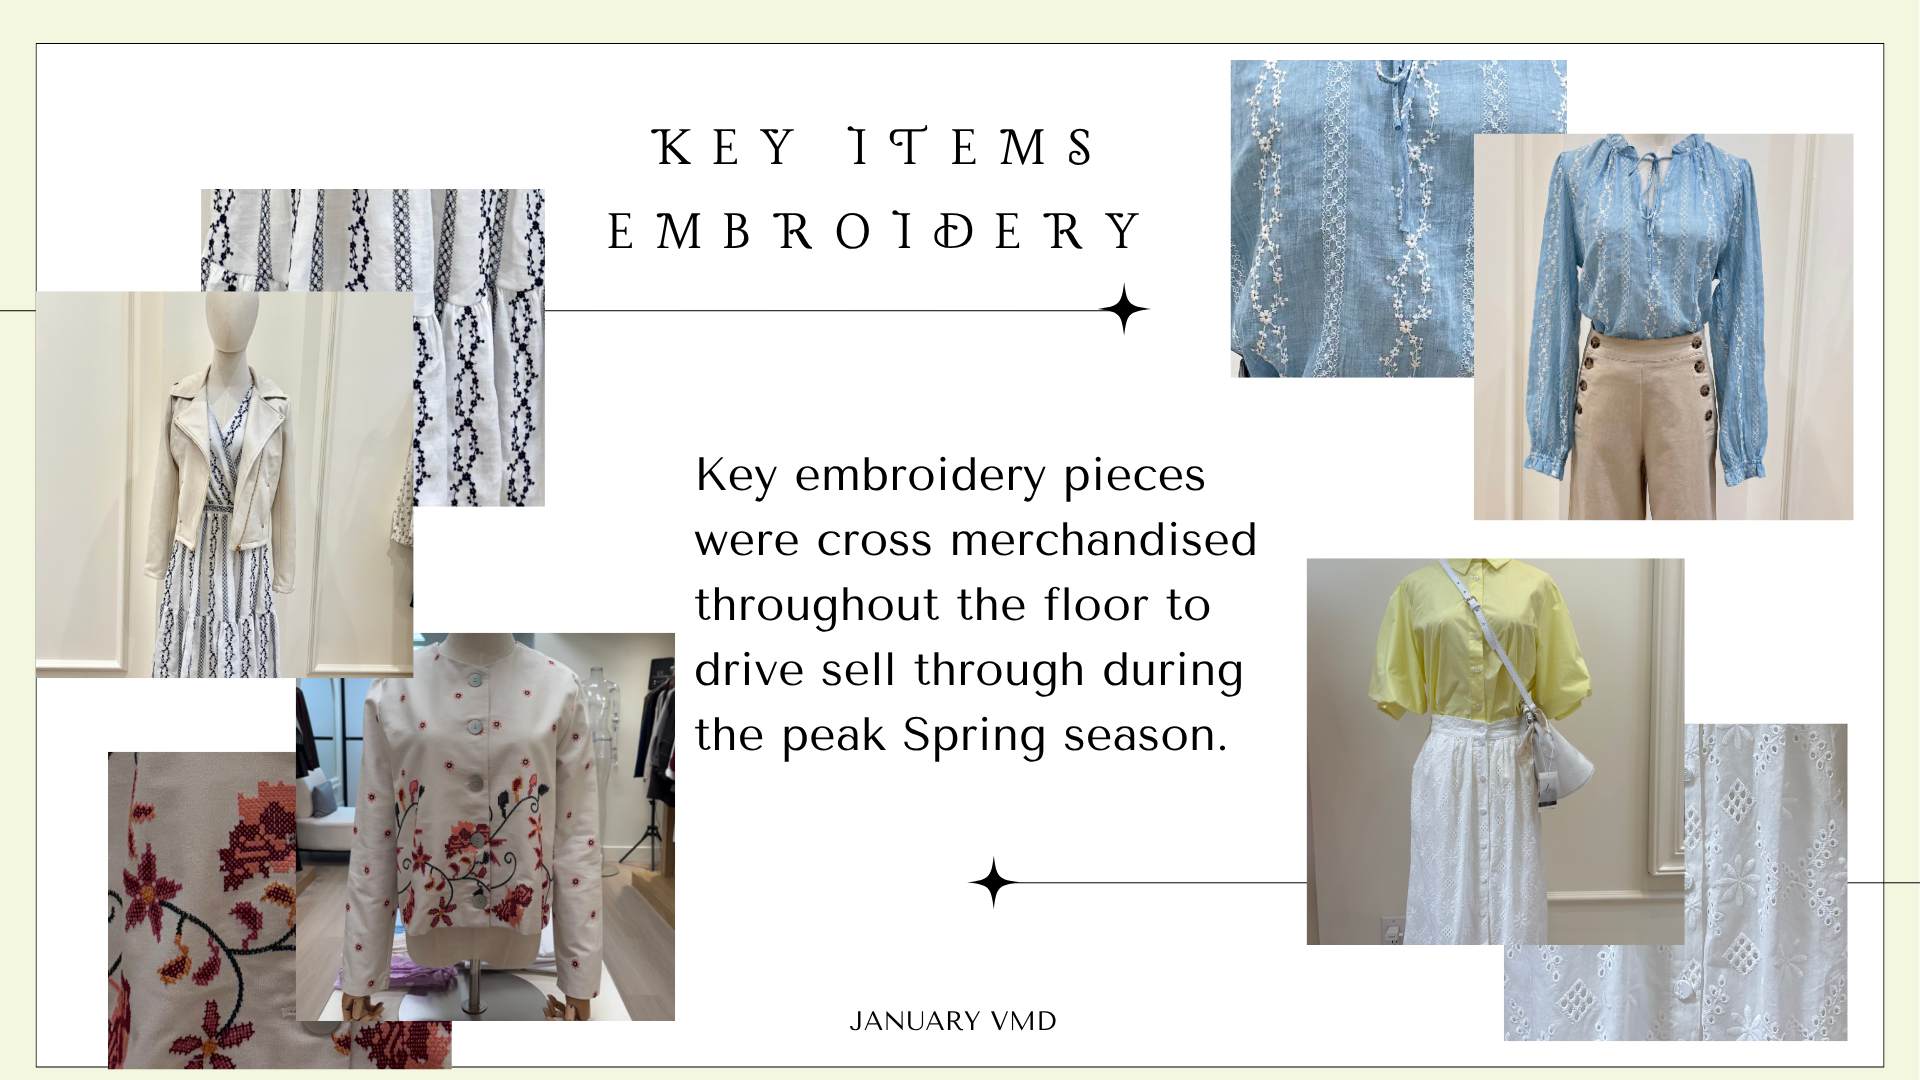 KEY ITEMS
EMBROIDERY
Key embroidery pieces
were cross merchandised
throughout the floor to
drive sell through during
the peak Spring season.
JANUARY VMD